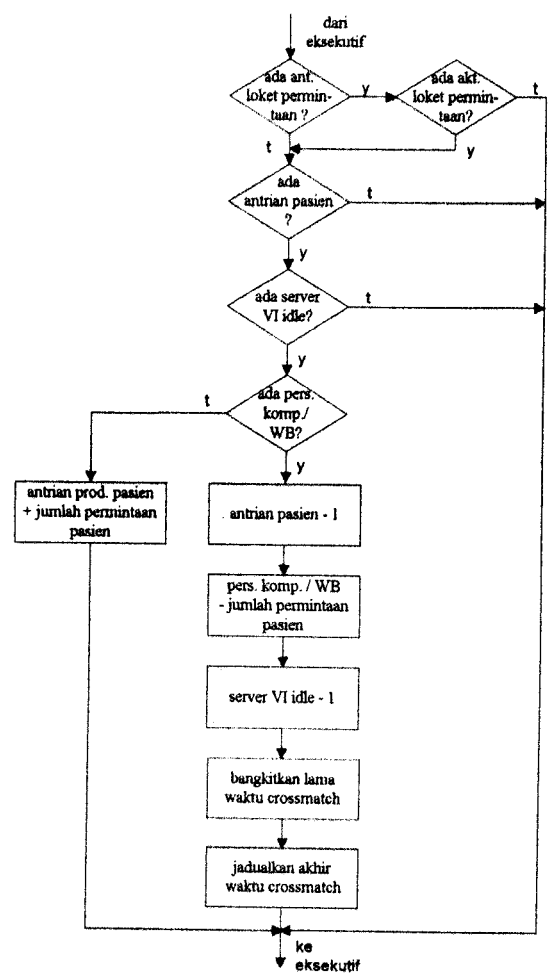 dari
eksekutif
ada ant.
loket permin-
taan ?
y
ada akt.
loket permin-
taan?
t
t
y
ada
antrian pasien
?
t
y
ada server
VI idle?
t
y
ada pers.
komp./
WB?
t
y
antrian prod. pasien
+ jumlah permintaan
pasien
antrian pasien - 1
pers. komp. / WB
- jumlah permintaan
pasien
server VI idle - 1
bangkitkan lama
waktu crossmatch
jadualkan akhir
waktu crossmatch
ke
eksekutif